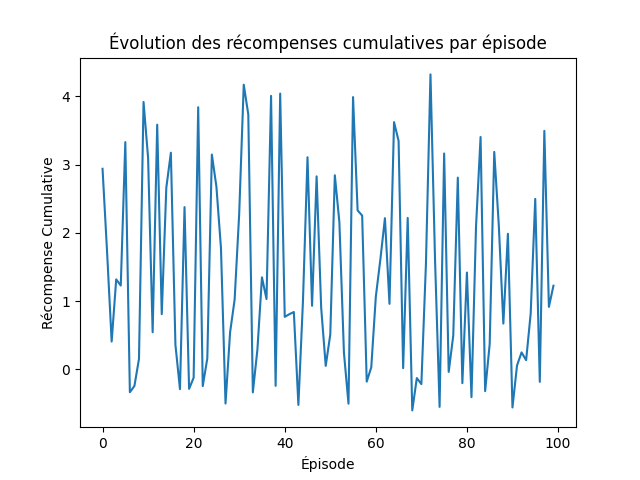 Évolution des récompenses cumulatives par épisode
Récompense Cumulative
4
3
2
1
0
0 20 40 60 80 100
Épisode